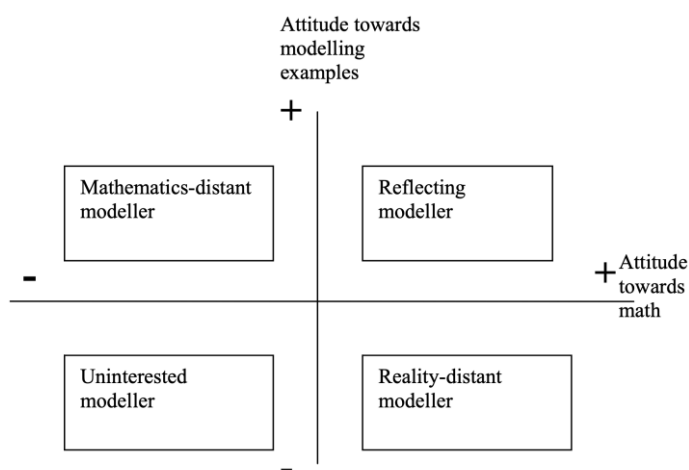 Attitude towards
modelling
examples
+
Mathematics-distant
modeller
Reflecting
modeller
-
+
Attitude
towards
math
Uninterested
modeller
Reality-distant
modeller
-